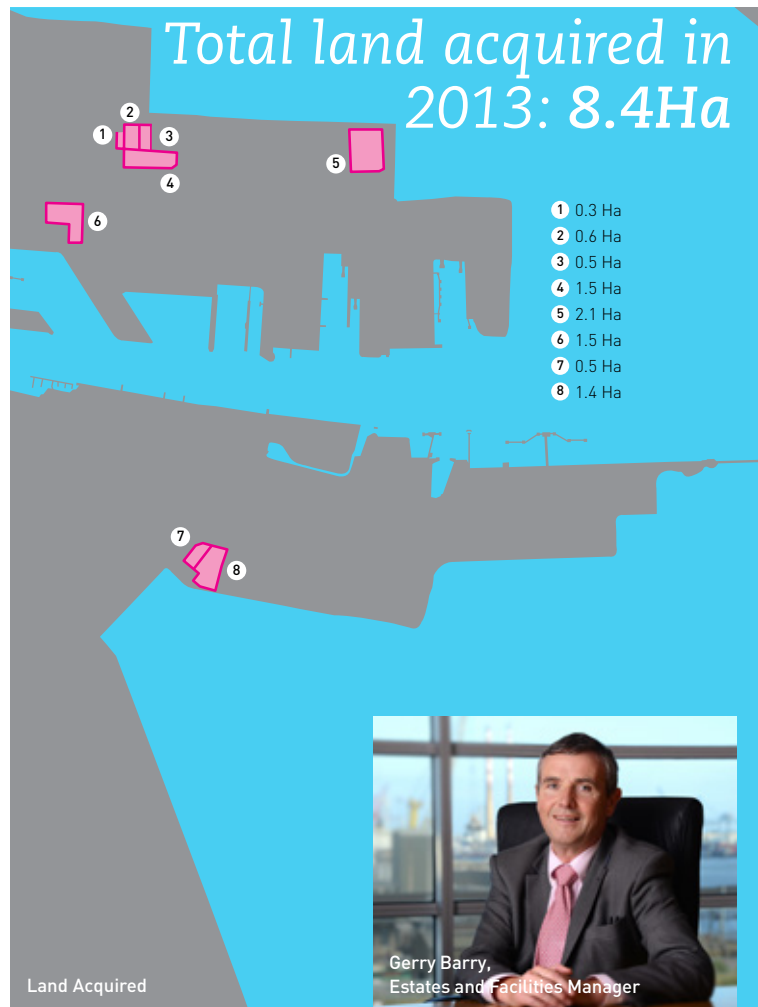 Total land acquired in
2013: 8.4Ha
2
1
3
5
4
6
1 0.3 Ha
2 0.6 Ha
3 0.5 Ha
4 1.5 Ha
5 2.1 Ha
6 1.5 Ha
7 0.5 Ha
8 1.4 Ha
7
8
Gerry Barry,
Estates and Facilities Manager
Land Acquired